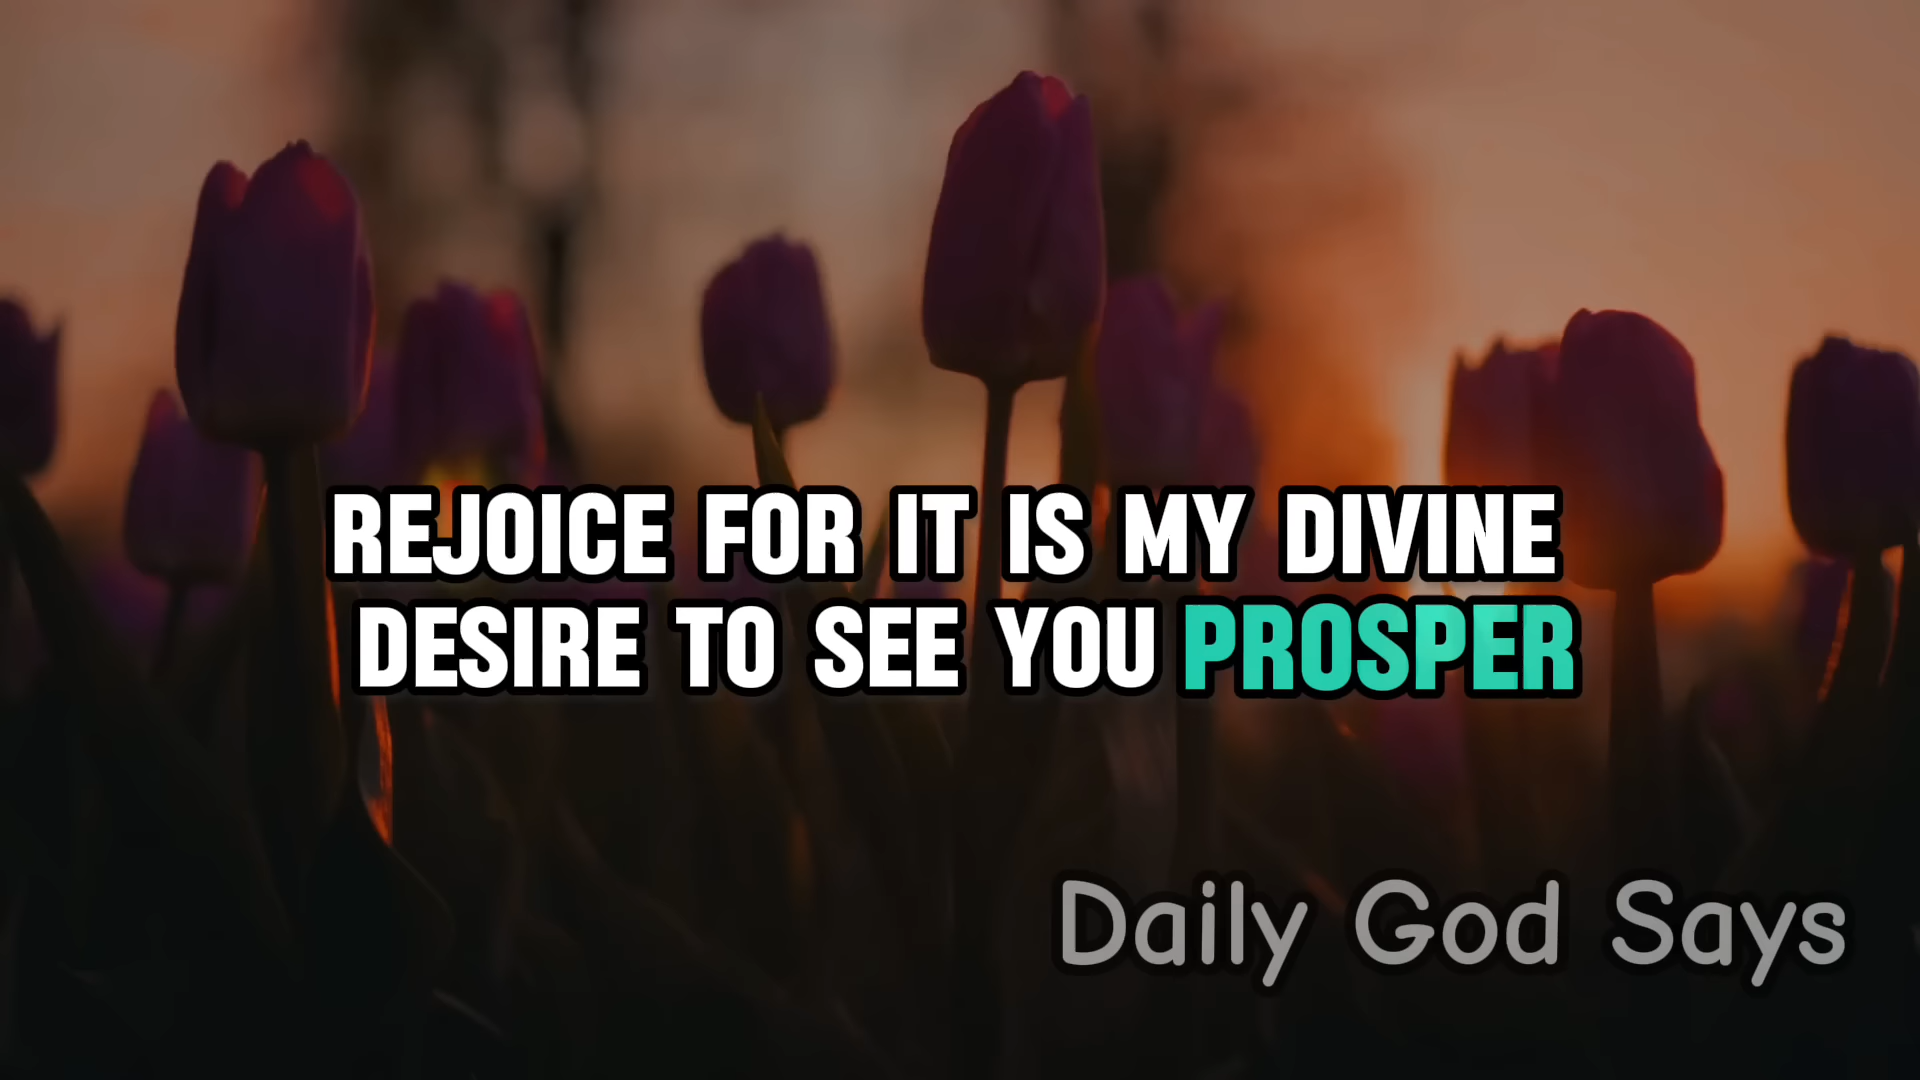 REJOICE FOR IT IS MY DIVINE
DESIRE TO SEE YOU PROSPER
Daily God Says